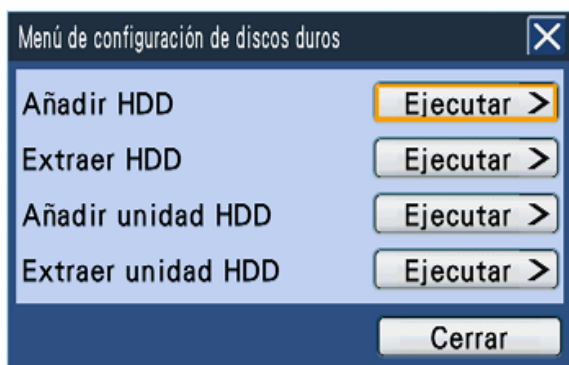 Menú de configuración de discos duros
Añadir HDD Ejecutar >
Extraer HDD Ejecutar >
Añadir unidad HDD Ejecutar >
Extraer unidad HDD Ejecutar >
Cerrar